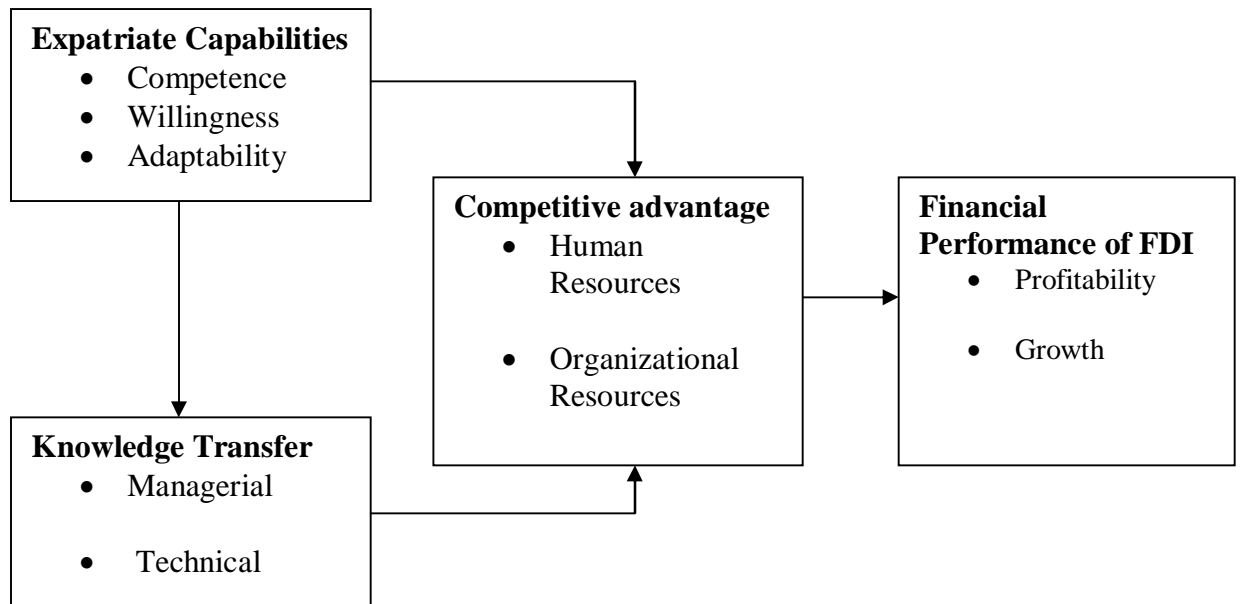 Expatriate Capabilities
• Competence
• Willingness
• Adaptability
Competitive advantage
• Human
Resources
• Organizational
Resources
Financial
Performance of FDI
• Profitability
• Growth
Knowledge Transfer
• Managerial
• Technical